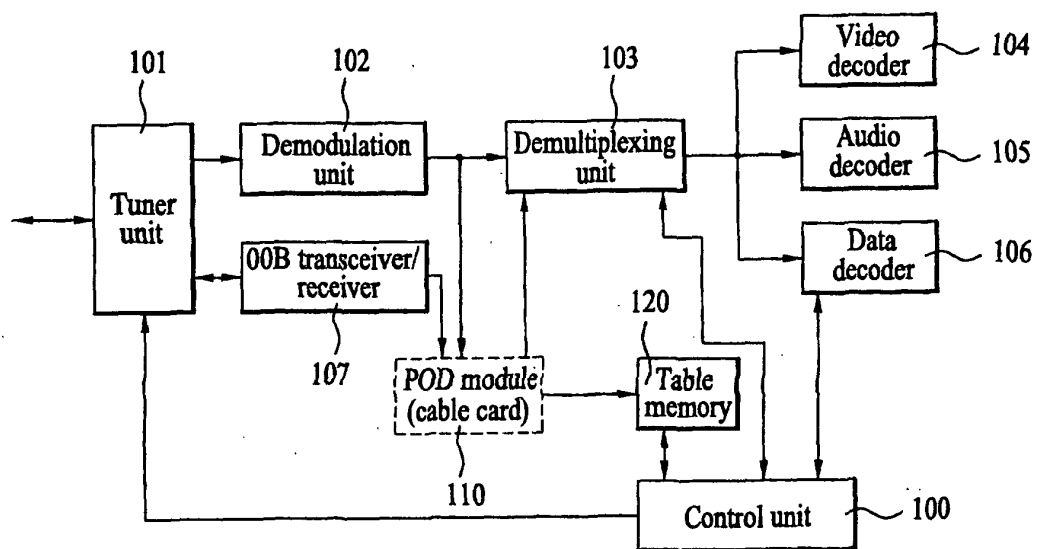 101
Tuner
unit
102
Demodulation
unit
103
Demultiplexing
unit
Video
decoder
104
Audio
decoder
105
Data
decoder
106
00B transceiver/
receiver
107
POD module
(cable card)
110
120
Table
memory
Control unit
100